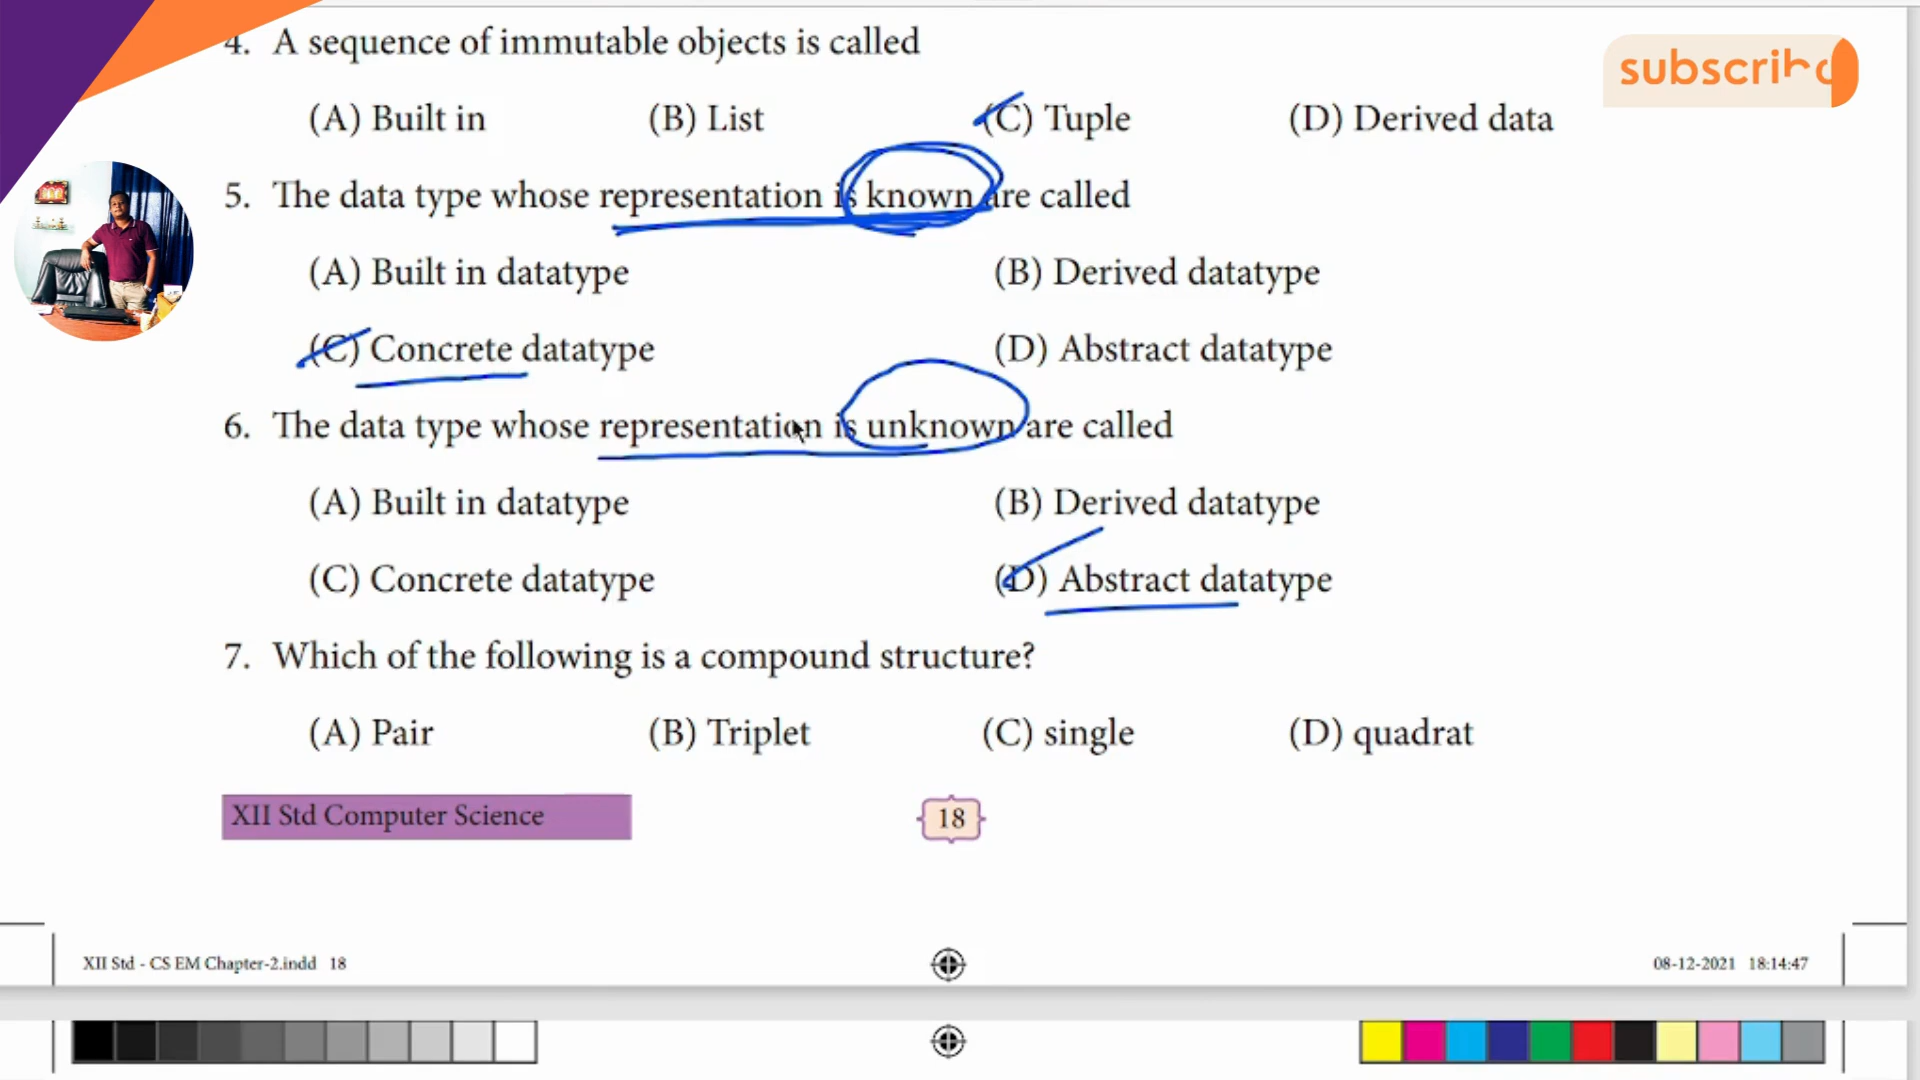 4. A sequence of immutable objects is called
(A) Built in (B) List (C) Tuple (D) Derived data
5. The data type whose representation is known are called
(A) Built in datatype (B) Derived datatype
(C) Concrete datatype (D) Abstract datatype
6. The data type whose representation is unknown are called
(A) Built in datatype (B) Derived datatype
(C) Concrete datatype (D) Abstract datatype
7. Which of the following is a compound structure?
(A) Pair (B) Triplet (C) single (D) quadrat
XII Std Computer Science 18
XII Std - CS EM Chapter-2.indd 18 08-12-2021 18:14:47